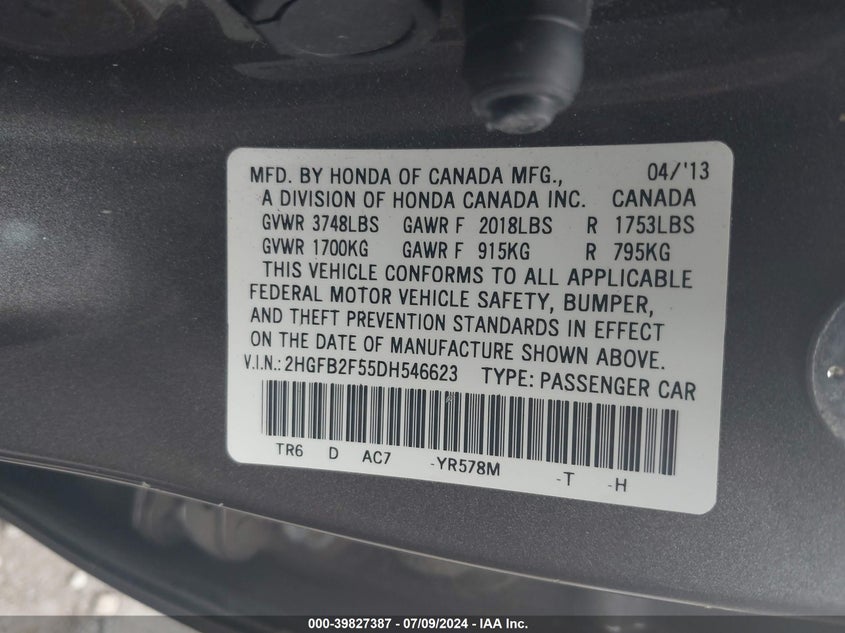 MFD. BY HONDA OF CANADA MFG., 04/'13
A DIVISION OF HONDA CANADA INC. CANADA
GVWR 3748LBS GAWR F 2018LBS R 1753LBS
GVWR 1700KG GAWR F 915KG R 795KG
THIS VEHICLE CONFORMS TO ALL APPLICABLE
FEDERAL MOTOR VEHICLE SAFETY, BUMPER,
AND THEFT PREVENTION STANDARDS IN EFFECT
ON THE DATE OF MANUFACTURE SHOWN ABOVE.
V.I.N.: 2HGFB2F55DH546623 TYPE: PASSENGER CAR
TR6 D AC7 -YR578M -T -H
000-39827387 - 07/09/2024 - IAA Inc.